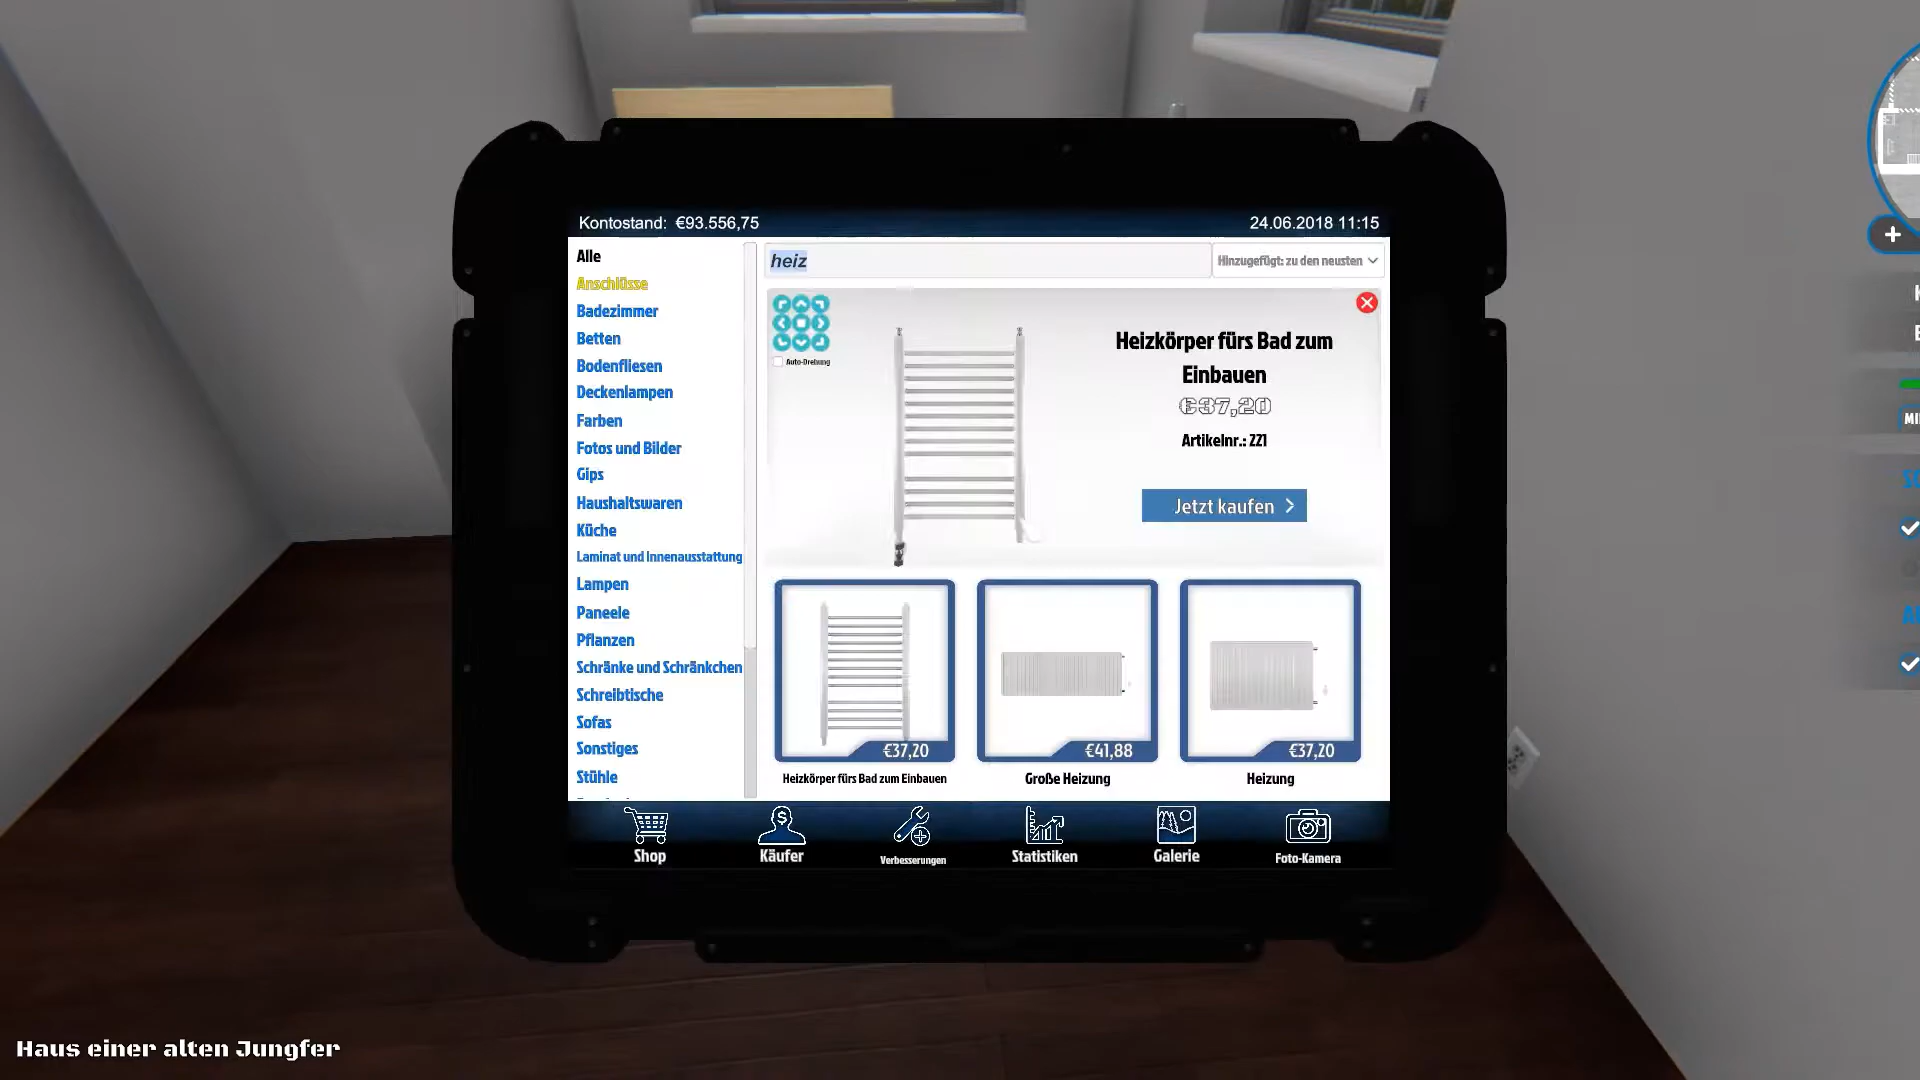 Kontostand: €93.556,75
24.06.2018 11:15
Alle
Anschlüsse
Badezimmer
Betten
Bodenfliesen
Deckenlampen
Farben
Fotos und Bilder
Gips
Haushaltswaren
Küche
Laminat und Innenausstattung
Lampen
Paneele
Pflanzen
Schränke und Schränkchen
Schreibtische
Sofas
Sonstiges
Stühle
heiz
Hinzugefügt: zu den neusten
Auto-Drehung
Heizkörper fürs Bad zum
Einbauen
€37,20
Artikelnr.: ZZ1
Jetzt kaufen
€37,20
Heizkörper fürs Bad zum Einbauen
€41,88
Große Heizung
€37,20
Heizung
Shop
Käufer
Verbesserungen
Statistiken
Galerie
Foto-Kamera
Haus einer alten Jungfer